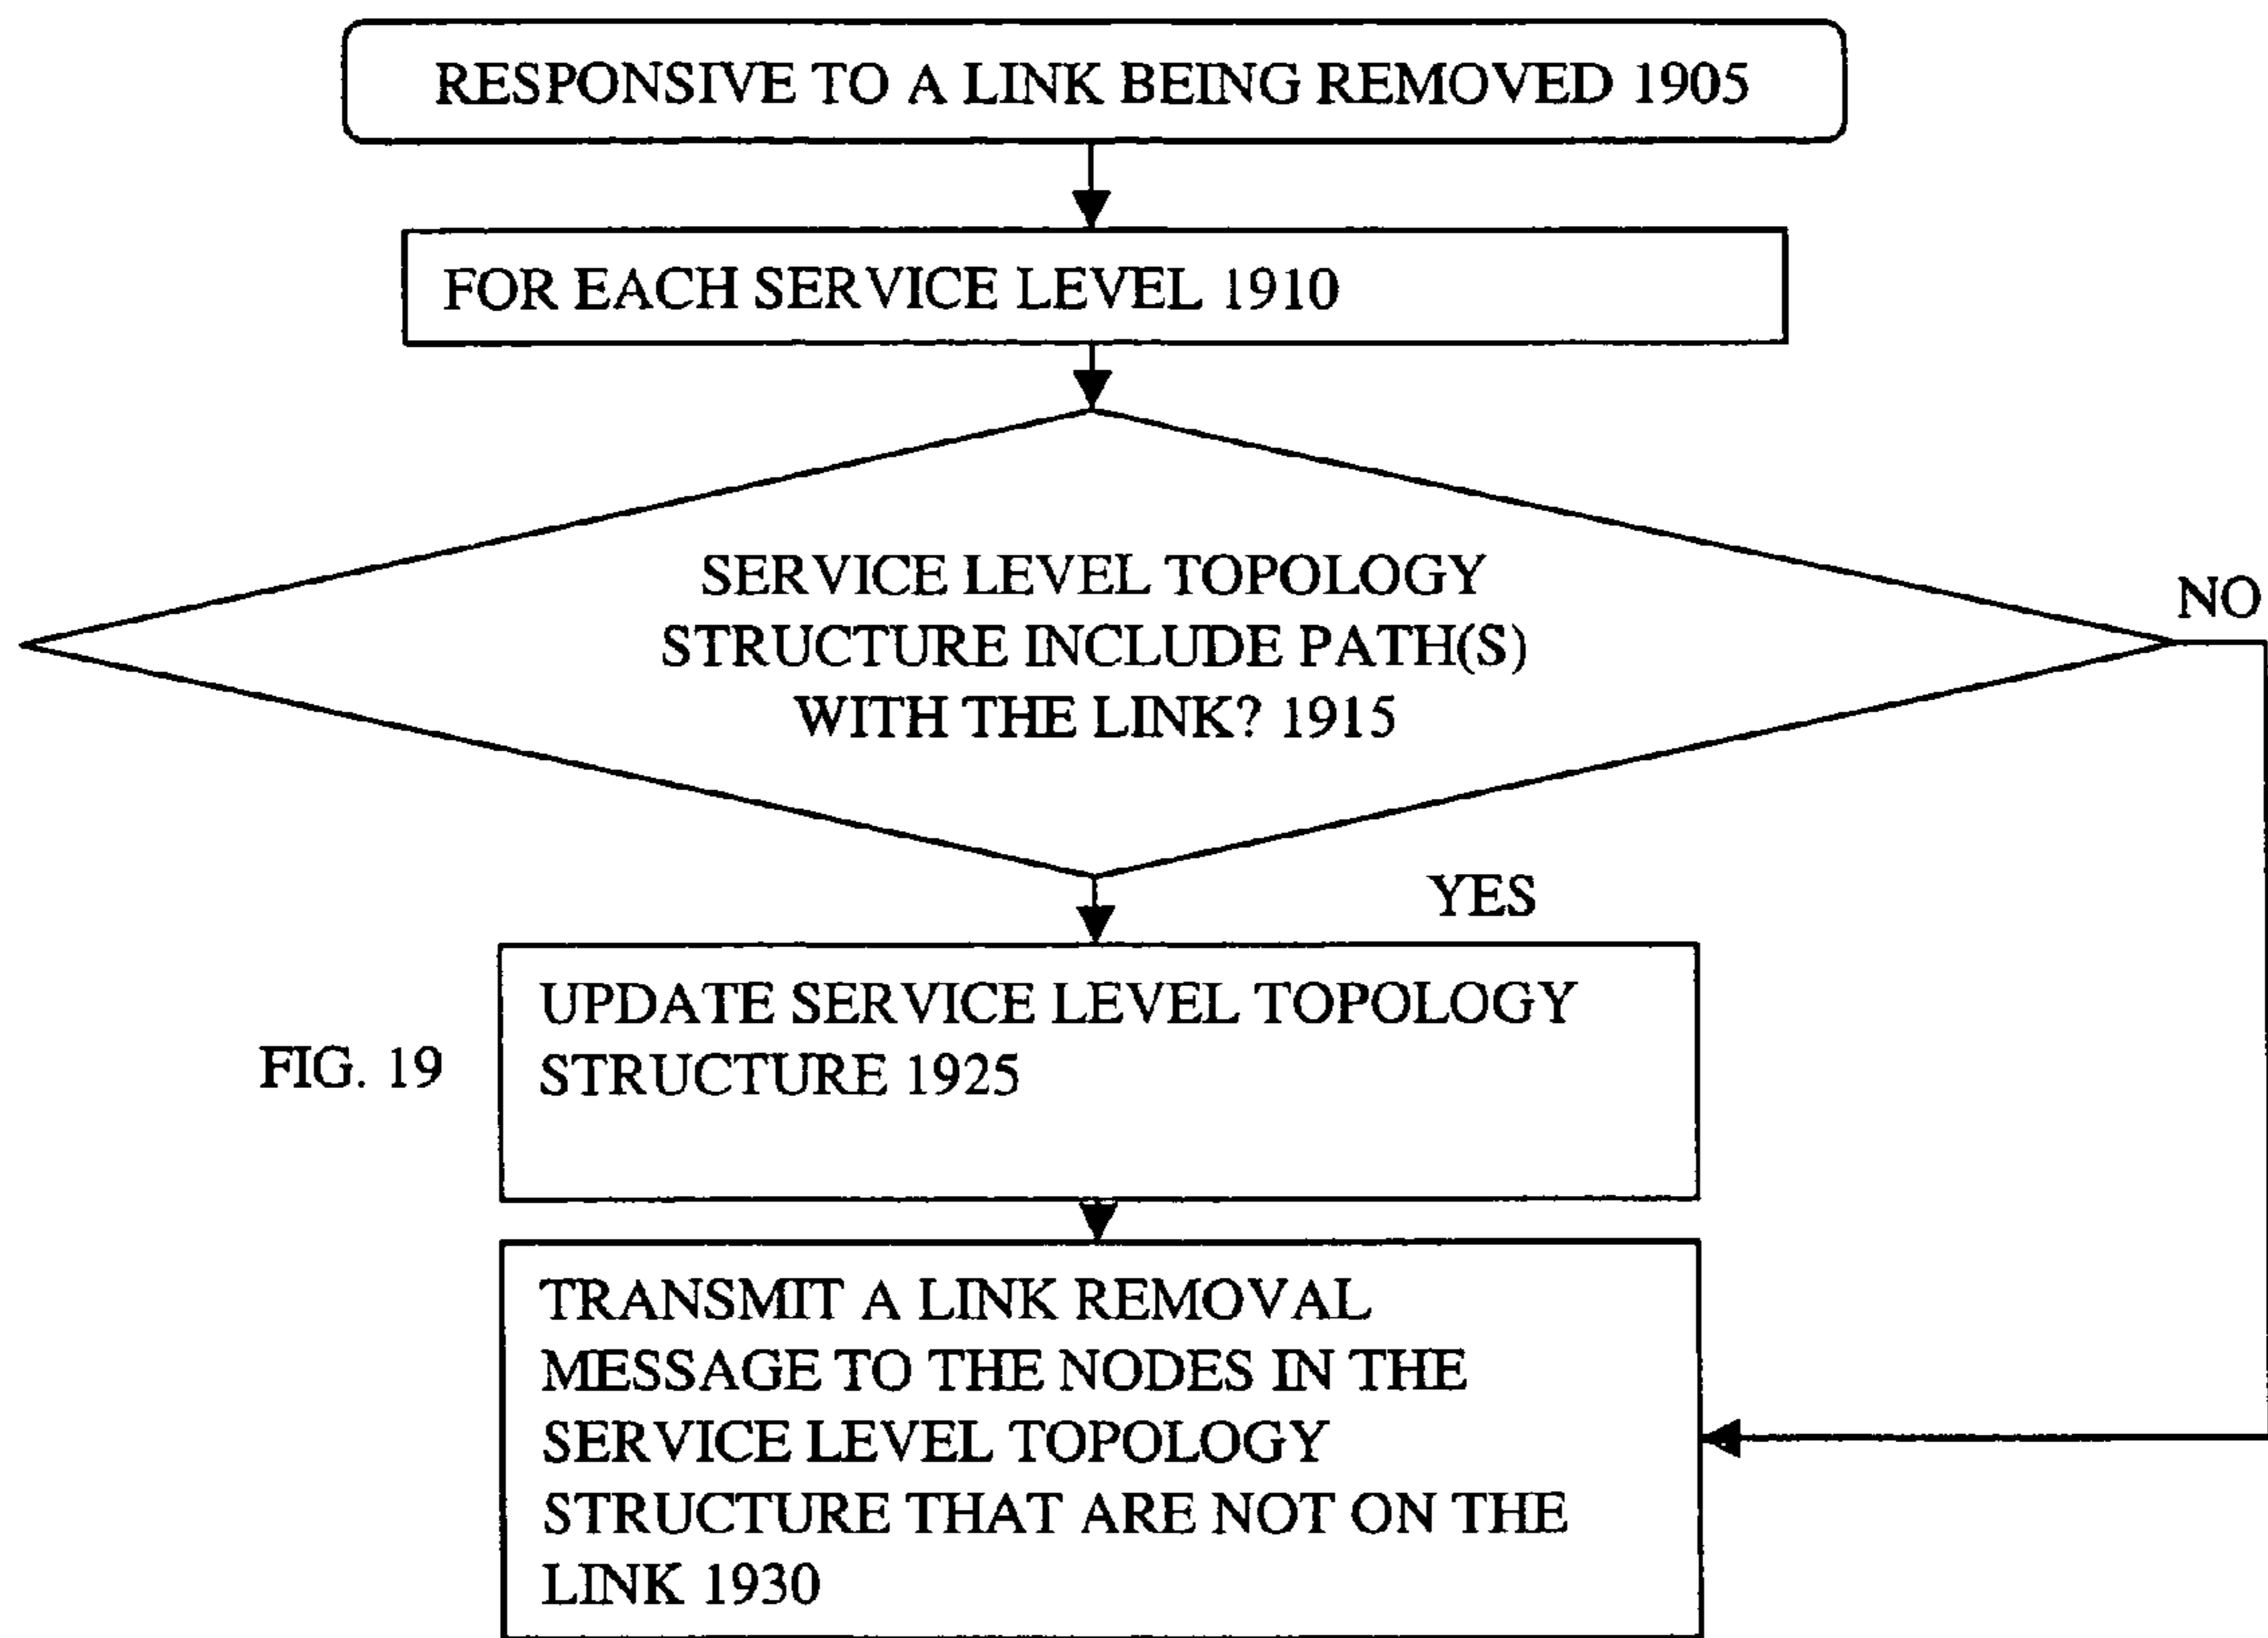 RESPONSIVE TO A LINK BEING REMOVED 1905
FOR EACH SERVICE LEVEL 1910
SERVICE LEVEL TOPOLOGY
STRUCTURE INCLUDE PATH(S)
WITH THE LINK? 1915
NO
YES
UPDATE SERVICE LEVEL TOPOLOGY
STRUCTURE 1925
FIG. 19
TRANSMIT A LINK REMOVAL
MESSAGE TO THE NODES IN THE
SERVICE LEVEL TOPOLOGY
STRUCTURE THAT ARE NOT ON THE
LINK 1930